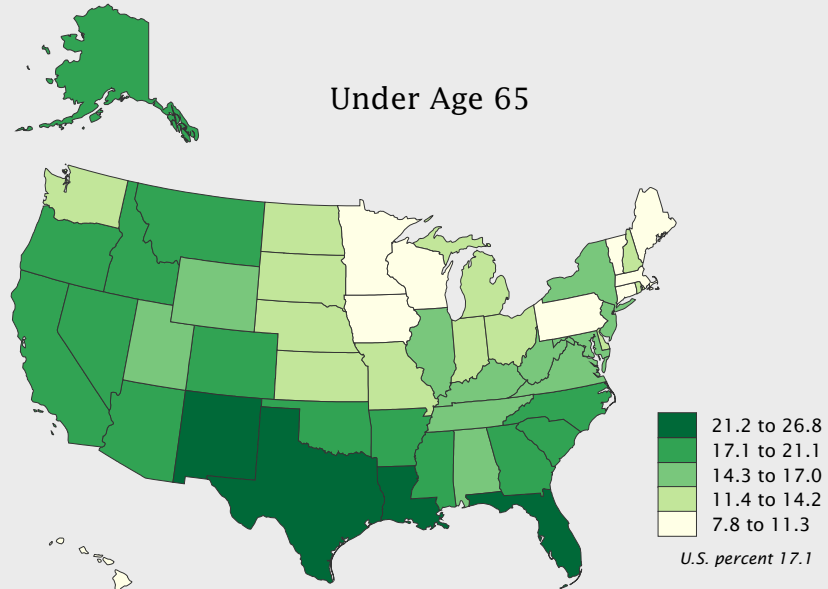 Under Age 65
21.2 to 26.8
17.1 to 21.1
14.3 to 17.0
11.4 to 14.2
7.8 to 11.3
U.S. percent 17.1